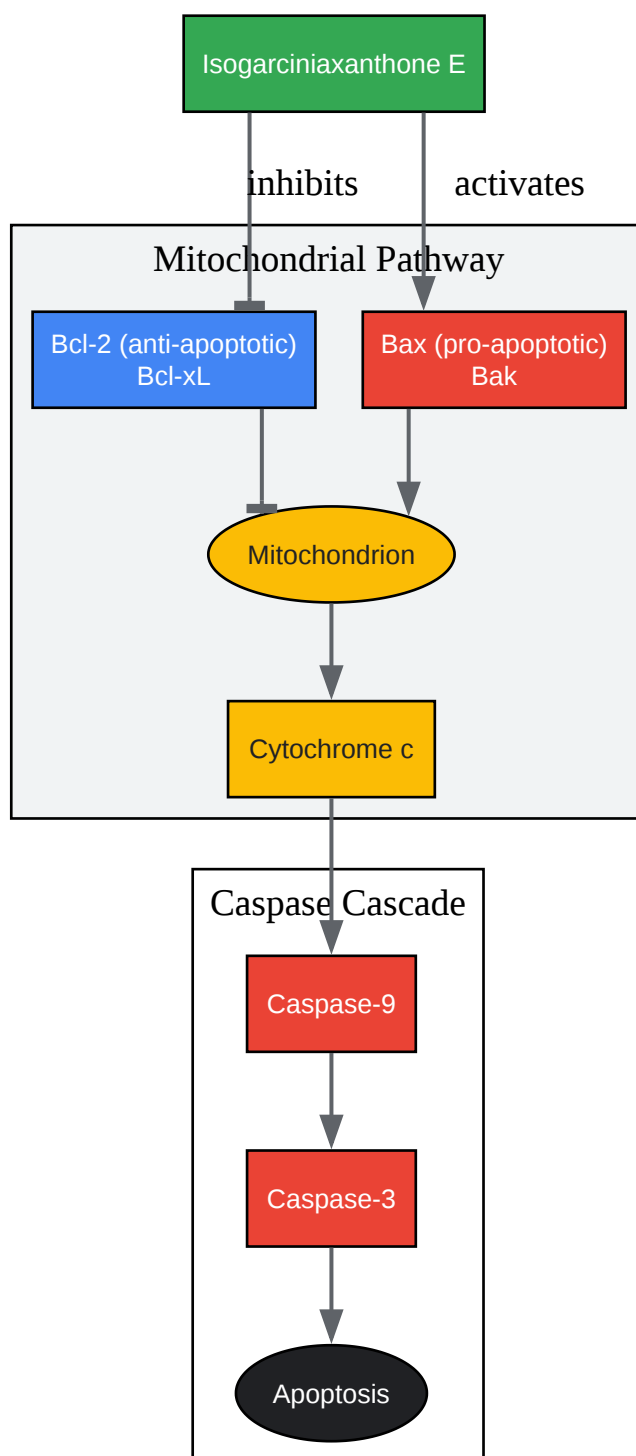 Isogarciniaxanthone E
inhibits
activates
Mitochondrial Pathway
Bcl-2 (anti-apoptotic)
Bcl-xL
Bax (pro-apoptotic)
Bak
Mitochondrion
Cytochrome c
Caspase Cascade
Caspase-9
Caspase-3
Apoptosis